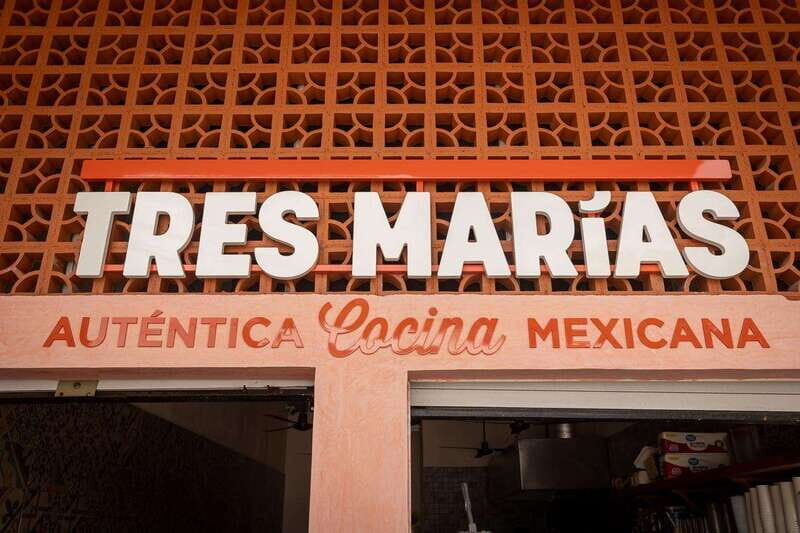 TRES MARíAS
AUTÉNTICA Cocina MEXICANA